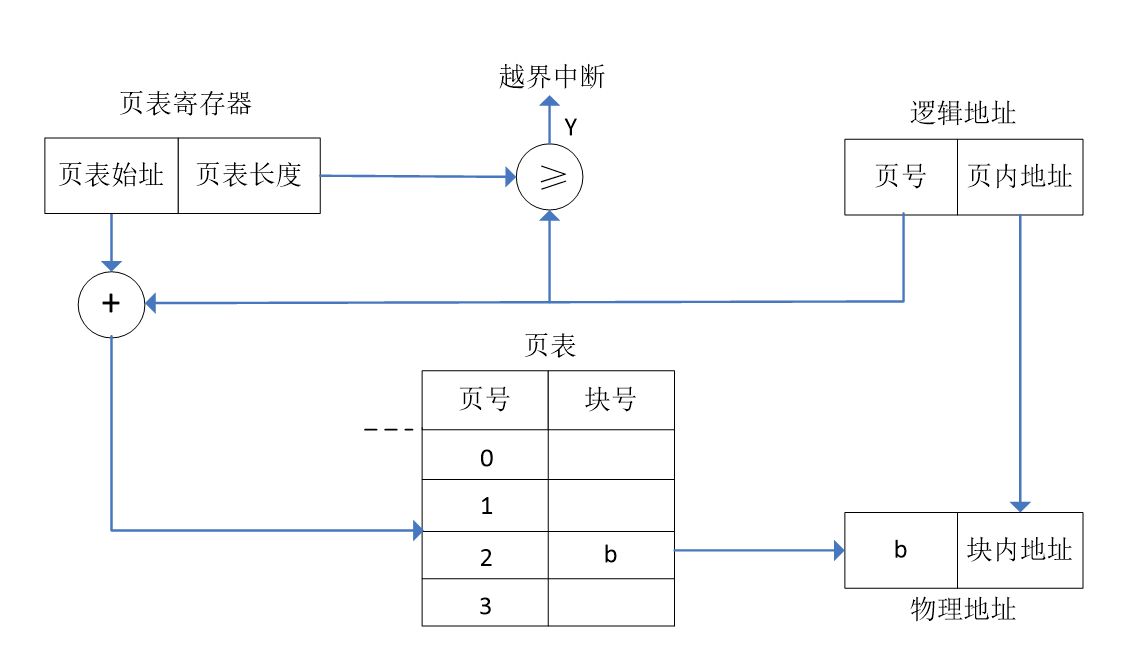 越界中断
页表寄存器
逻辑地址
Y
页表始址 页表长度
≥
页号 页内地址
+
页表
页号 块号
0
1
2 b
3
b 块内地址
物理地址